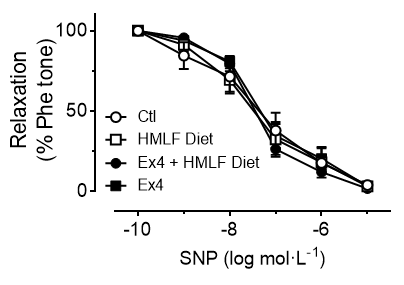 100
50
0
Relaxation
(% Phe tone)
Ctl
HMLF Diet
Ex4 + HMLF Diet
Ex4
-10
-8
-6
SNP (log mol·L⁻¹)